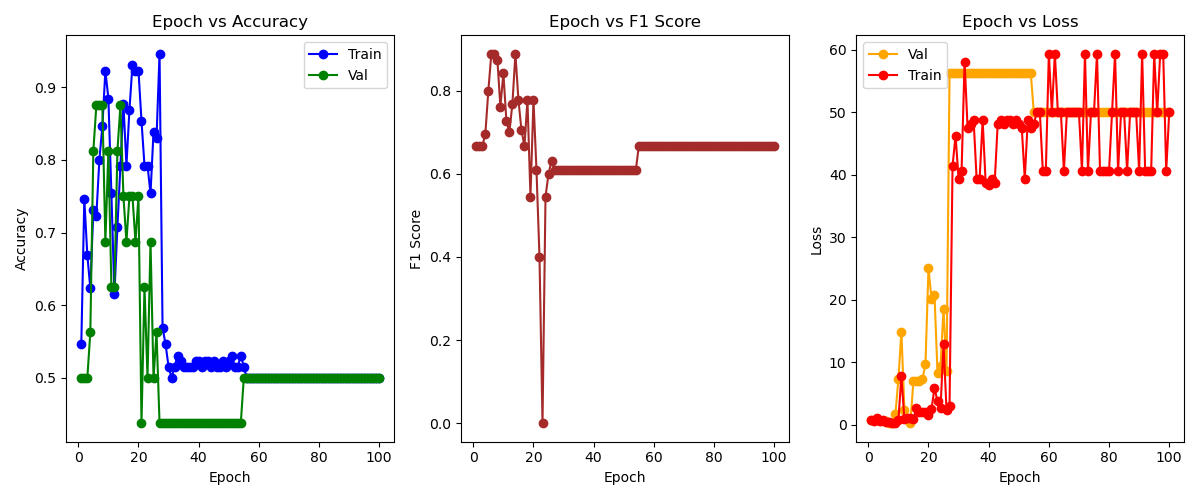 Epoch vs Accuracy
Accuracy
0.9
0.8
0.7
0.6
0.5
Train
Val
0 20 40 60 80 100
Epoch
Epoch vs F1 Score
F1 Score
0.8
0.6
0.4
0.2
0.0
0 20 40 60 80 100
Epoch
Epoch vs Loss
Loss
60
50
40
30
20
10
0
Val
Train
0 20 40 60 80 100
Epoch